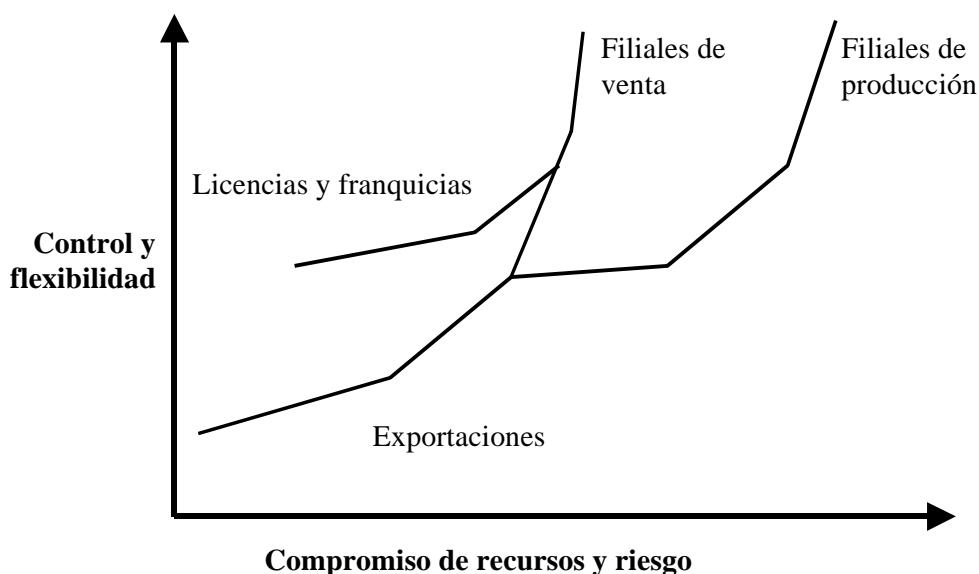 Filiales de
venta
Filiales de
producción
Licencias y franquicias
Control y
flexibilidad
Exportaciones
Compromiso de recursos y riesgo